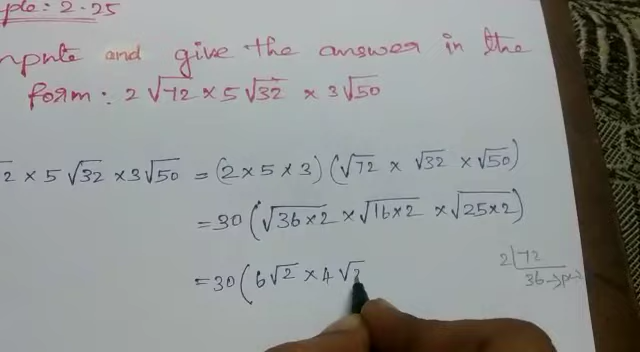 ple: 2.25
mpute and give the answer in the
form: 2√72 × 5√32 × 3√50
2 × 5√32 × 3√50 = (2 × 5 × 3) (√72 × √32 × √50)
= 30 (√36×2 × √16×2 × √25×2)
= 30 (6√2 × 4√2
2 72
36 → p →